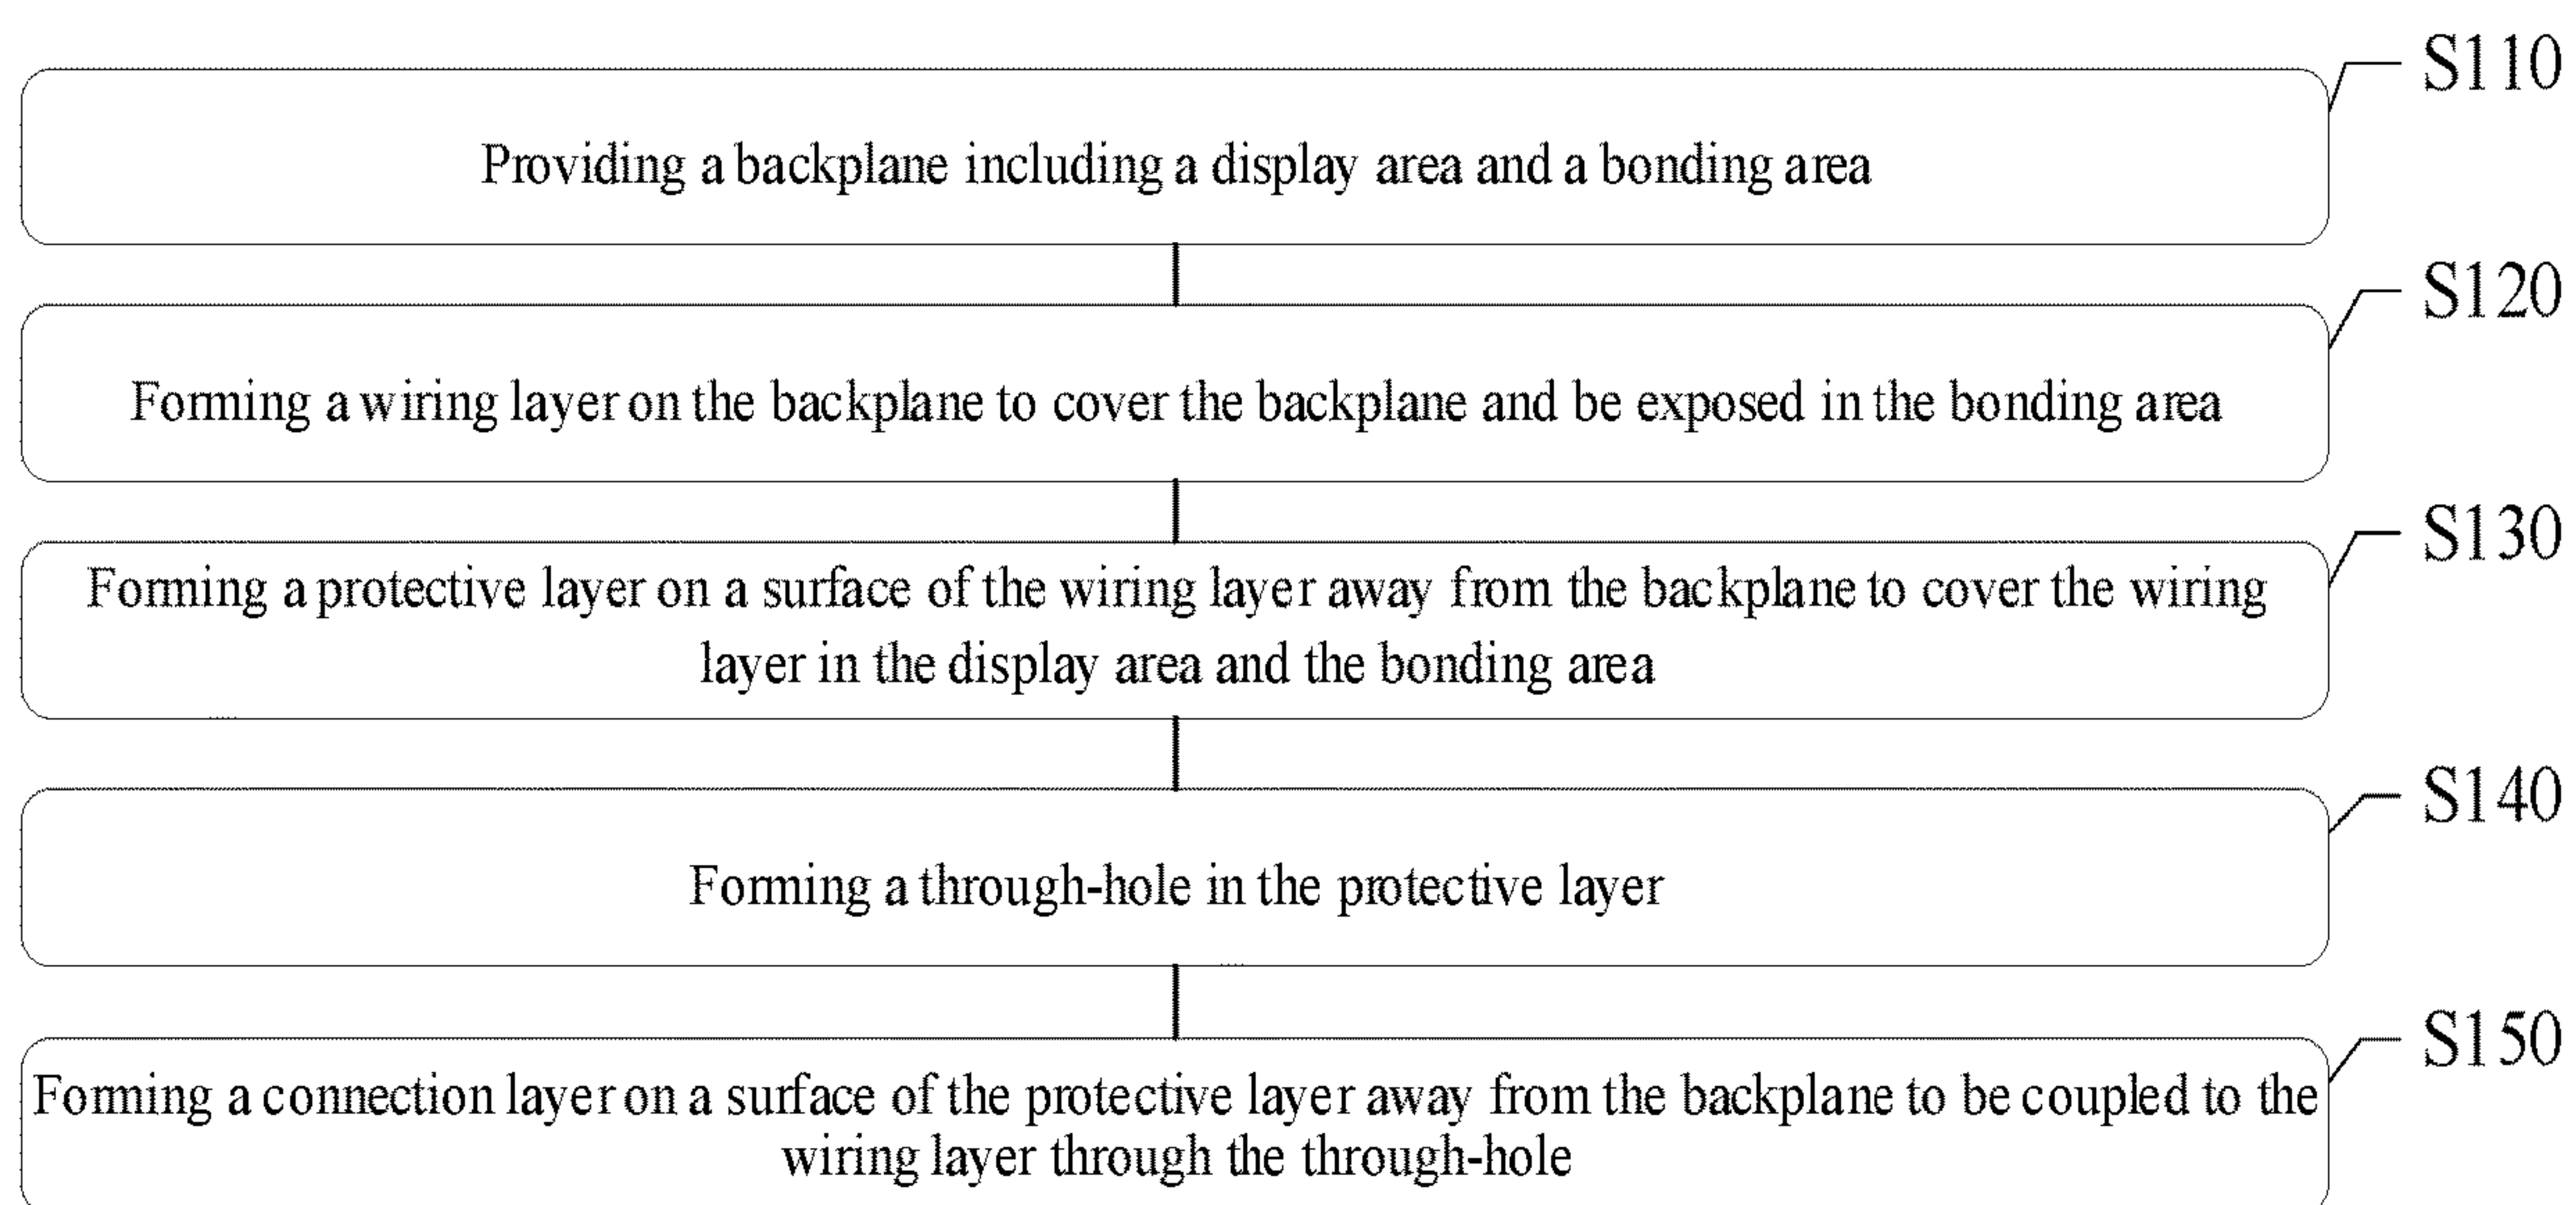 S110
Providing a backplane including a display area and a bonding area
S120
Forming a wiring layer on the backplane to cover the backplane and be exposed in the bonding area
S130
Forming a protective layer on a surface of the wiring layer away from the backplane to cover the wiring
layer in the display area and the bonding area
S140
Forming a through-hole in the protective layer
S150
Forming a connection layer on a surface of the protective layer away from the backplane to be coupled to the
wiring layer through the through-hole